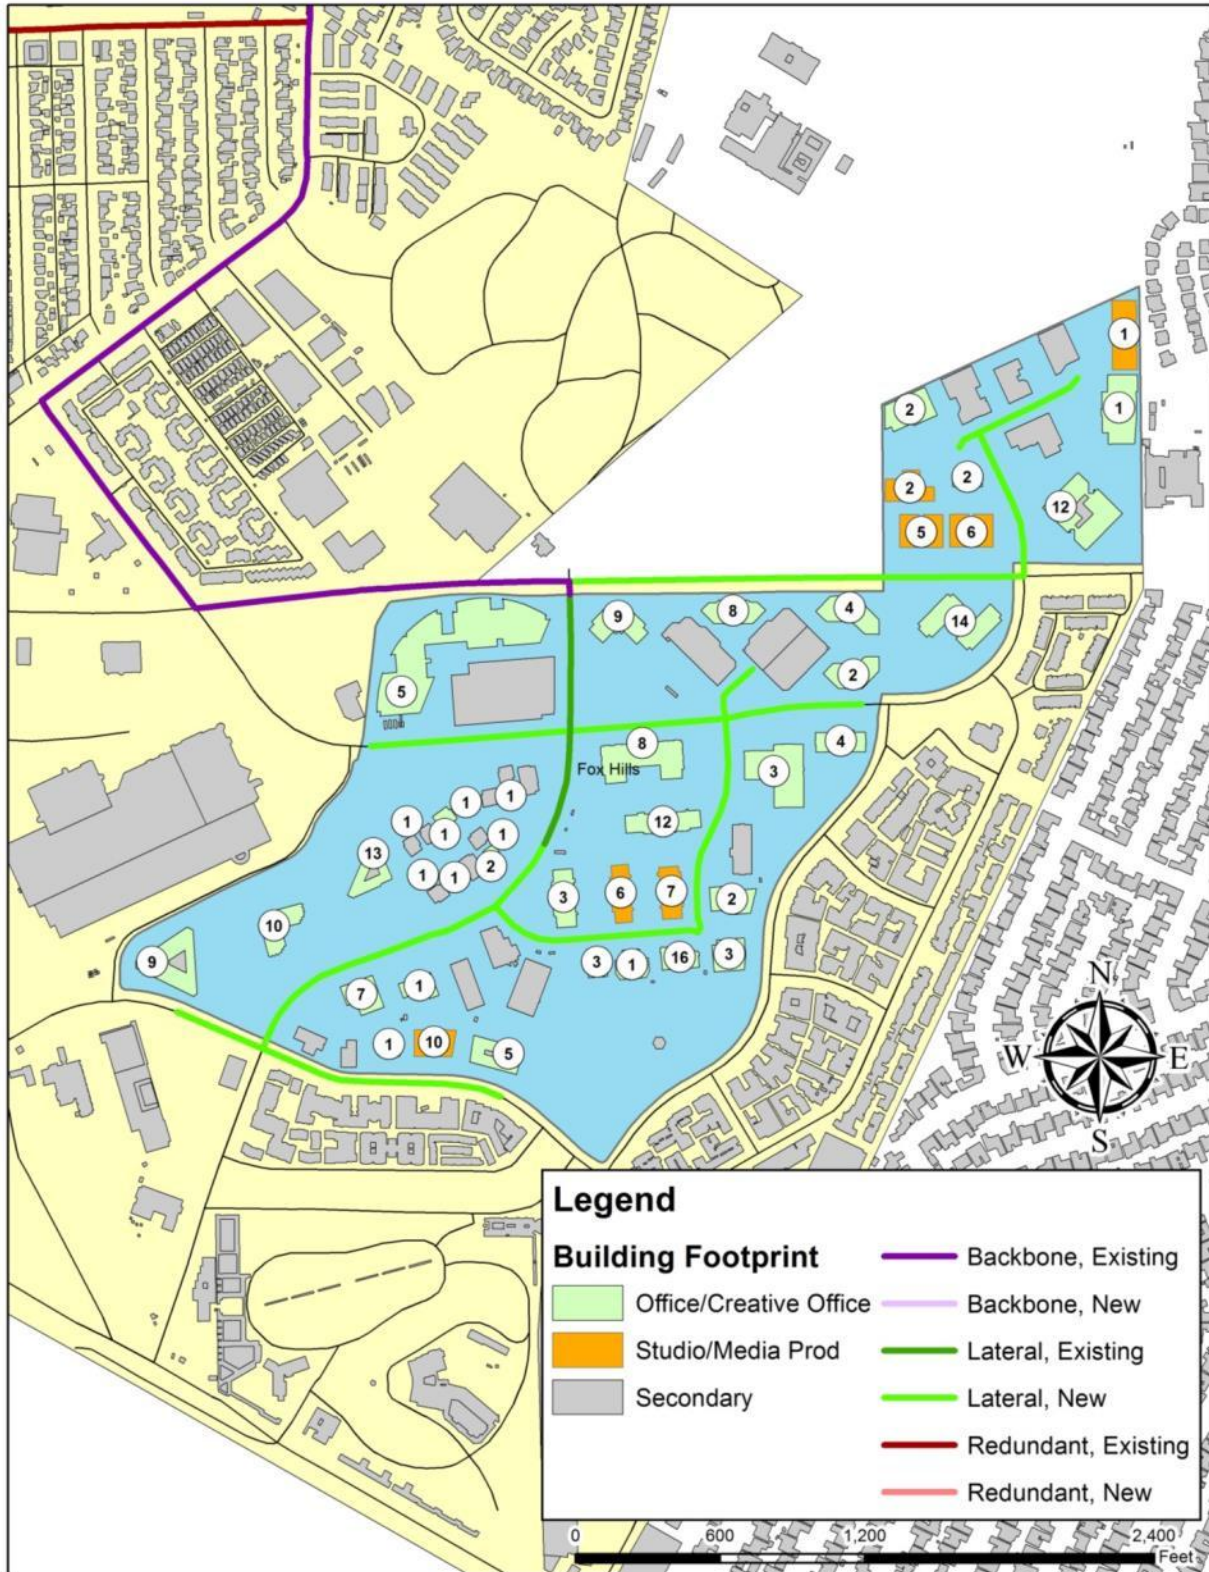 1
2
1
2
2
12
5
6
9
8
4
14
2
5
8
4
Fox Hills
3
1
1
1
1
1
12
13
1
1
2
6
7
3
2
10
9
3
1
16
3
7
1
1
10
5
N
W
E
S
Legend
Building Footprint
Office/Creative Office
Studio/Media Prod
Secondary
Backbone, Existing
Backbone, New
Lateral, Existing
Lateral, New
Redundant, Existing
Redundant, New
0 600 1,200 2,400
Feet